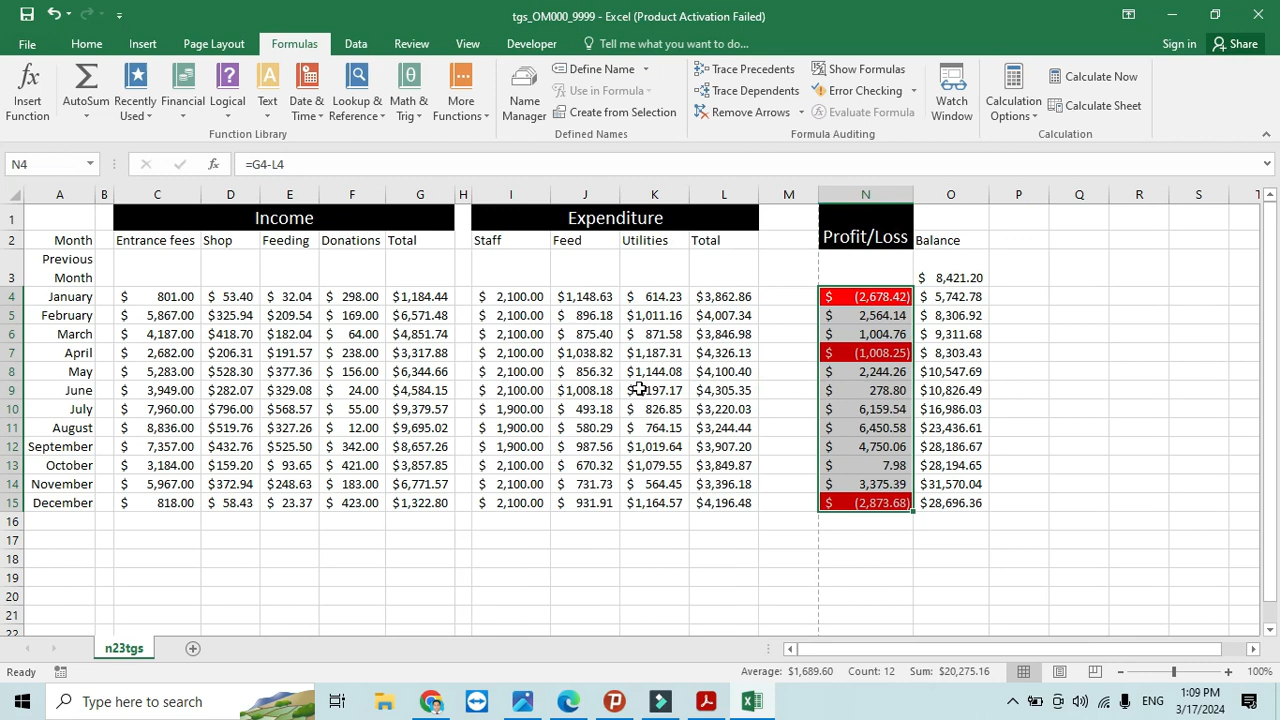 tgs_OM000_9999 - Excel (Product Activation Failed)
File Home Insert Page Layout Formulas Data Review View Developer Tell me what you want to do... Sign in Share
Insert Function
AutoSum
Recently Used
Financial
Logical
Text
Date & Time
Lookup & Reference
Math & Trig
More Functions
Function Library
Name Manager
Define Name
Use in Formula
Create from Selection
Defined Names
Trace Precedents
Trace Dependents
Remove Arrows
Show Formulas
Error Checking
Evaluate Formula
Formula Auditing
Watch Window
Calculation Options
Calculate Now
Calculate Sheet
Calculation
N4 fx =G4-L4
A B C D E F G H I J K L M N O P Q R S T
1 Income Expenditure
2 Month Entrance fees Shop Feeding Donations Total Staff Feed Utilities Total Profit/Loss Balance
3 Previous Month $ 8,421.20
4 January $ 801.00 $ 53.40 $ 32.04 $ 298.00 $1,184.44 $ 2,100.00 $1,148.63 $ 614.23 $3,862.86 $ (2,678.42) $ 5,742.78
5 February $ 5,867.00 $325.94 $209.54 $ 169.00 $6,571.48 $ 2,100.00 $ 896.18 $1,011.16 $4,007.34 $ 2,564.14 $ 8,306.92
6 March $ 4,187.00 $418.70 $182.04 $ 64.00 $4,851.74 $ 2,100.00 $ 875.40 $ 871.58 $3,846.98 $ 1,004.76 $ 9,311.68
7 April $ 2,682.00 $206.31 $191.57 $ 238.00 $3,317.88 $ 2,100.00 $1,038.82 $1,187.31 $4,326.13 $ (1,008.25) $ 8,303.43
8 May $ 5,283.00 $528.30 $377.36 $ 156.00 $6,344.66 $ 2,100.00 $ 856.32 $1,144.08 $4,100.40 $ 2,244.26 $10,547.69
9 June $ 3,949.00 $282.07 $329.08 $ 24.00 $4,584.15 $ 2,100.00 $1,008.18 197.17 $4,305.35 $ 278.80 $10,826.49
10 July $ 7,960.00 $796.00 $568.57 $ 55.00 $9,379.57 $ 1,900.00 $ 493.18 $ 826.85 $3,220.03 $ 6,159.54 $16,986.03
11 August $ 8,836.00 $519.76 $327.26 $ 12.00 $9,695.02 $ 1,900.00 $ 580.29 $ 764.15 $3,244.44 $ 6,450.58 $23,436.61
12 September $ 7,357.00 $432.76 $525.50 $ 342.00 $8,657.26 $ 1,900.00 $ 987.56 $1,019.64 $3,907.20 $ 4,750.06 $28,186.67
13 October $ 3,184.00 $159.20 $ 93.65 $ 421.00 $3,857.85 $ 2,100.00 $ 670.32 $1,079.55 $3,849.87 $ 7.98 $28,194.65
14 November $ 5,967.00 $372.94 $248.63 $ 183.00 $6,771.57 $ 2,100.00 $ 731.73 $ 564.45 $3,396.18 $ 3,375.39 $31,570.04
15 December $ 818.00 $ 58.43 $ 23.37 $ 423.00 $1,322.80 $ 2,100.00 $ 931.91 $1,164.57 $4,196.48 $ (2,873.68) $28,696.36
16
17
18
19
20
21
22
n23tgs
Ready Average: $1,689.60 Count: 12 Sum: $20,275.16 100%
Type here to search ENG 1:09 PM
3/17/2024